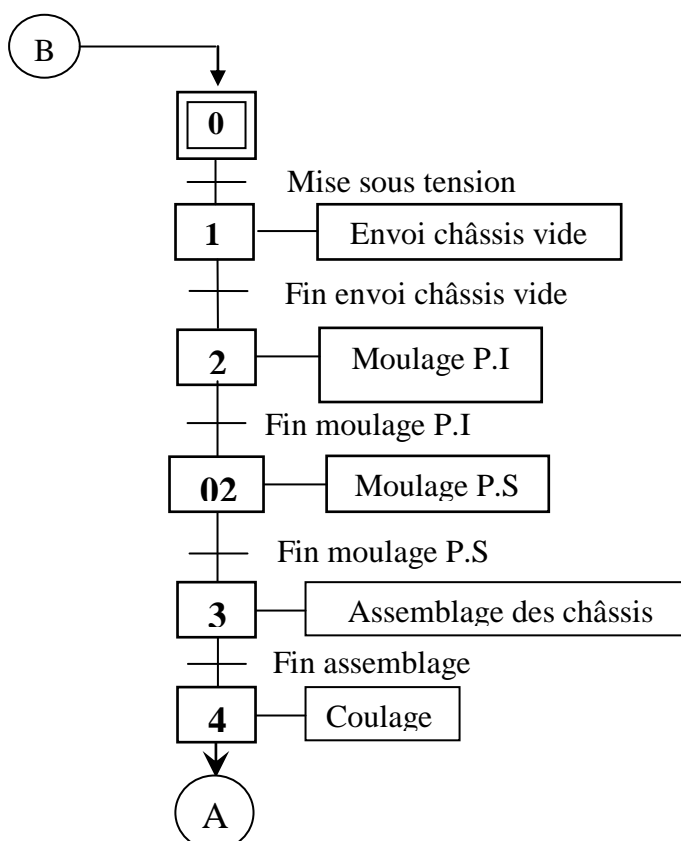 B
0
Mise sous tension
1 Envoi châssis vide
Fin envoi châssis vide
2 Moulage P.I
Fin moulage P.I
02 Moulage P.S
Fin moulage P.S
3 Assemblage des châssis
Fin assemblage
4 Coulage
A